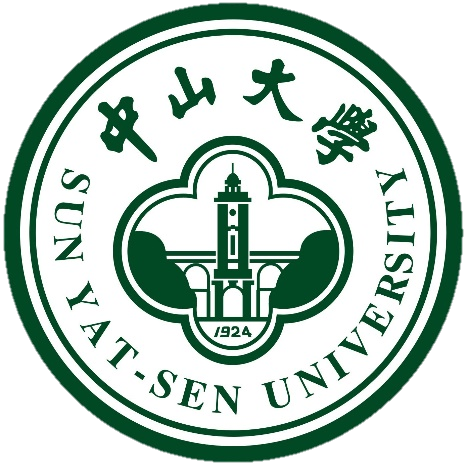 中山大學
1924
SUN YAT-SEN UNIVERSITY